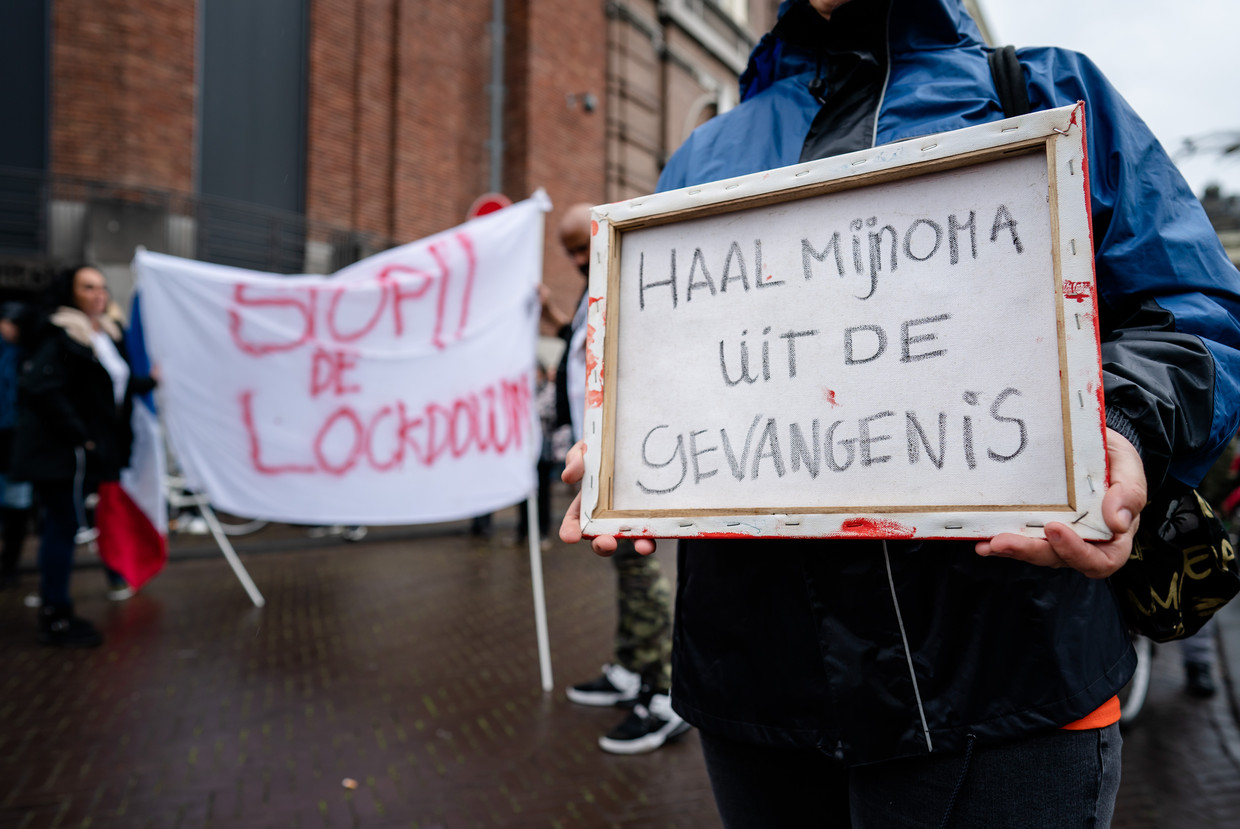 STOP!!
DE
LOCKDOWN
HAAL MIJN OMA
UIT DE
GEVANGENIS